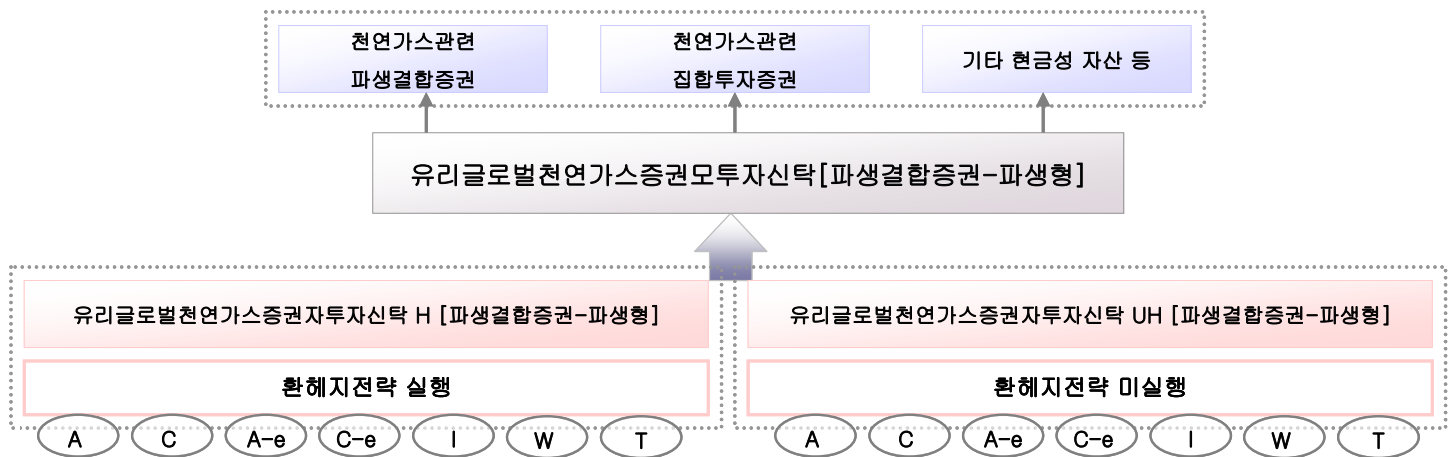 천연가스관련
파생결합증권
천연가스관련
집합투자증권
기타 현금성 자산 등
유리글로벌천연가스증권모투자신탁[파생결합증권-파생형]
유리글로벌천연가스증권자투자신탁 H [파생결합증권-파생형]
환헤지전략 실행
A C A-e C-e I W T
유리글로벌천연가스증권자투자신탁 UH [파생결합증권-파생형]
환헤지전략 미실행
A C A-e C-e I W T